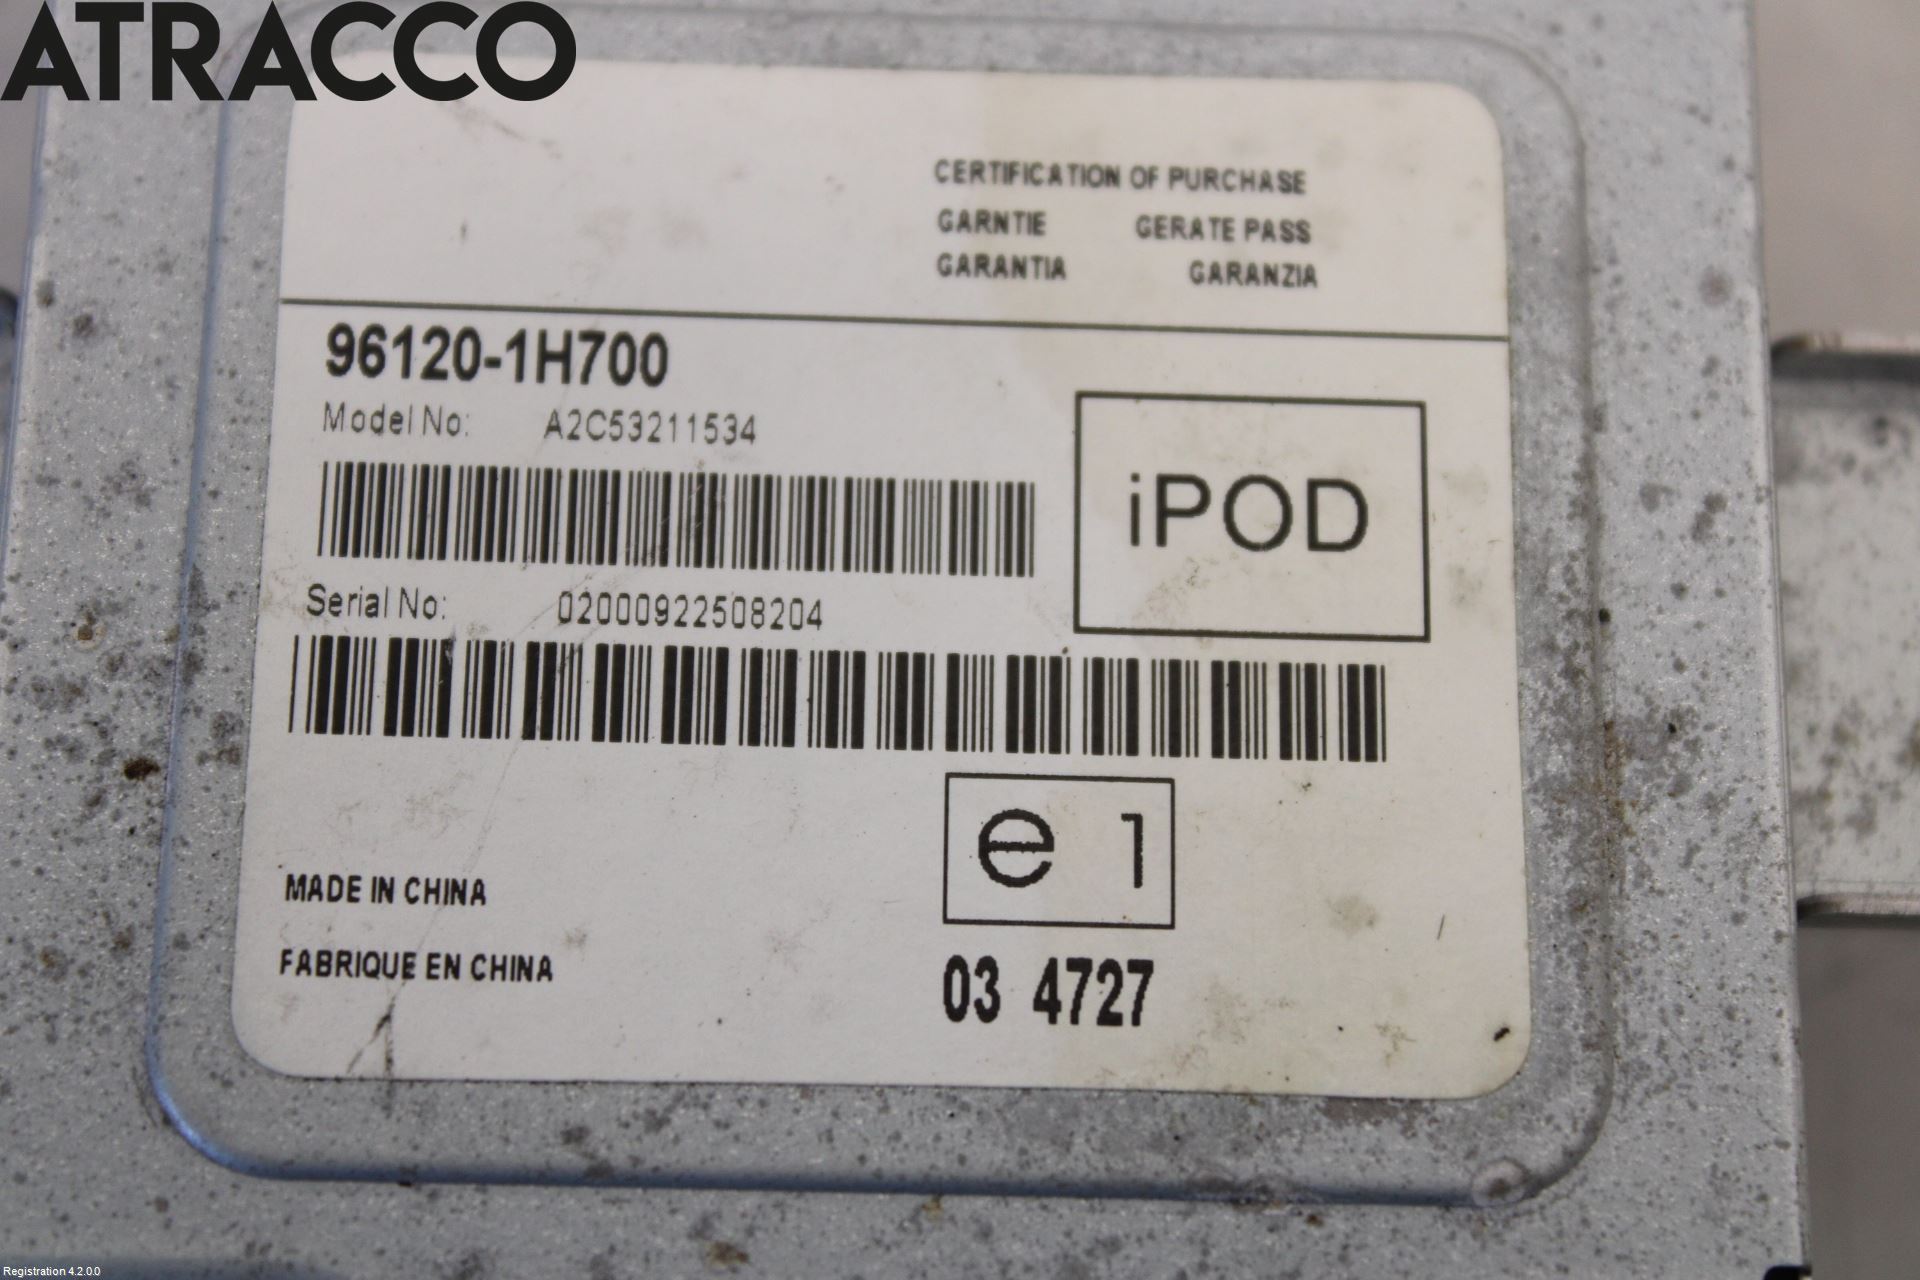 ATRACCO
CERTIFICATION OF PURCHASE
GARNTIE GERATE PASS
GARANTIA GARANZIA
96120-1H700
Model No: A2C53211534
iPOD
Serial No: 02000922508204
e 1
MADE IN CHINA
FABRIQUE EN CHINA
03 4727
Registration 4.2.0.0